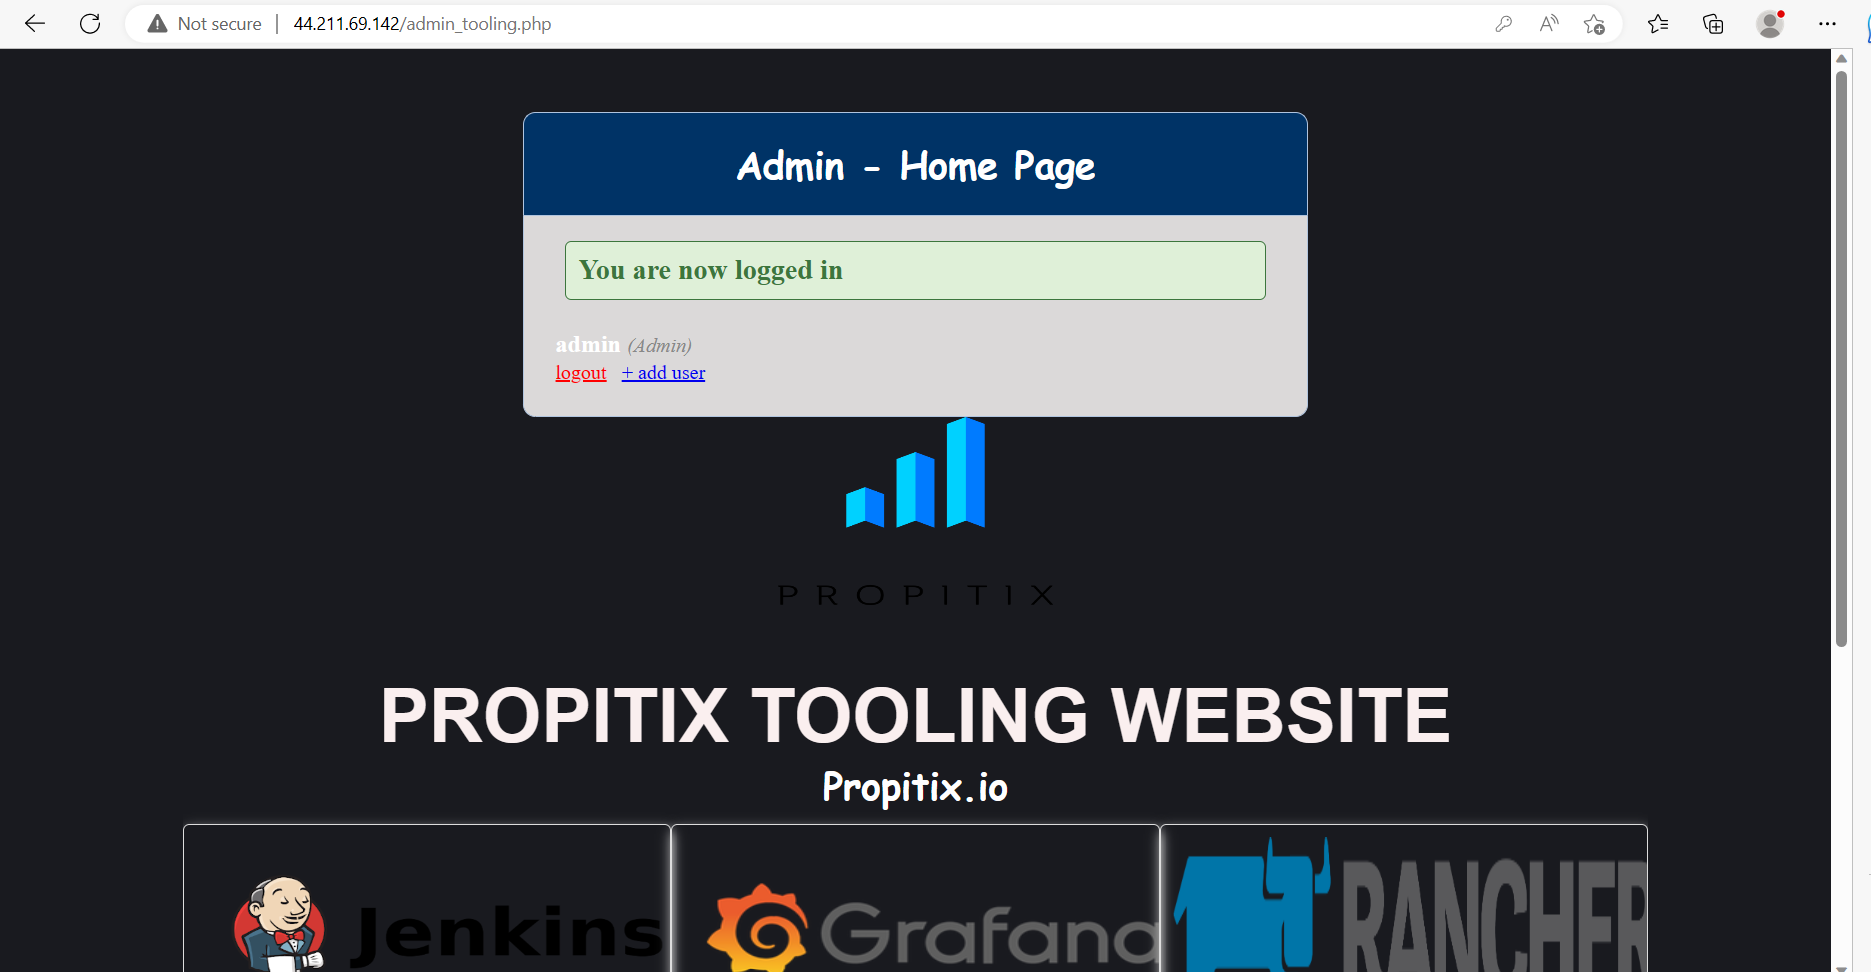 Not secure | 44.211.69.142/admin_tooling.php
Admin - Home Page
You are now logged in
admin (Admin)
logout + add user
PROPITIX
PROPITIX TOOLING WEBSITE
Propitix.io
Jenkins
Grafana
RANCHER